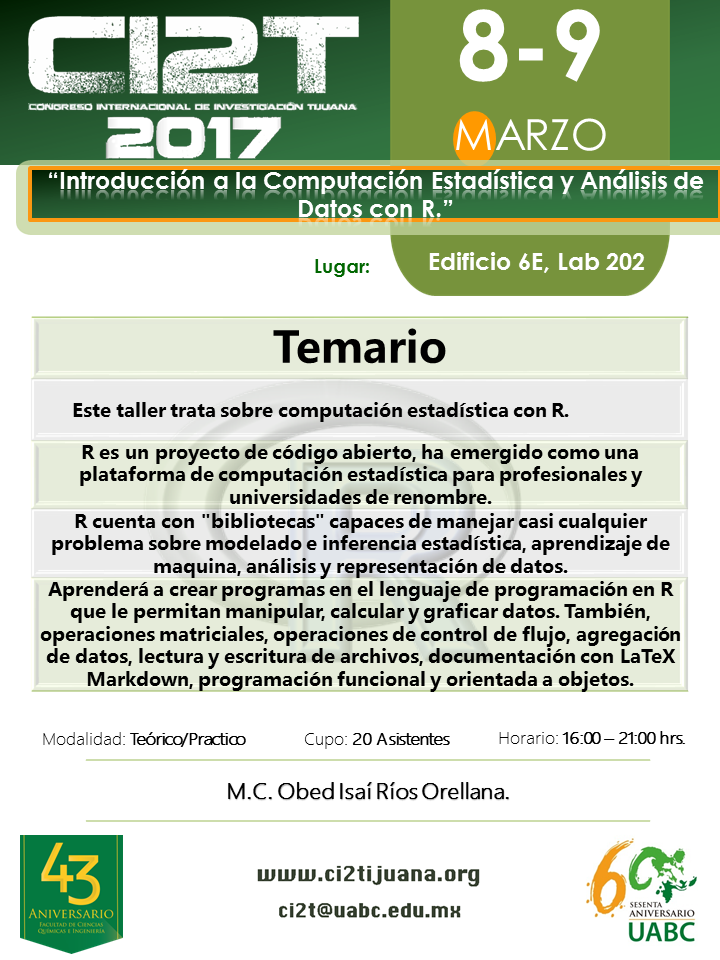 CI2T
CONGRESO INTERNACIONAL DE INVESTIGACIÓN TIJUANA
2017
8-9
MARZO
“Introducción a la Computación Estadística y Análisis de
Datos con R.”
Lugar:
Edificio 6E, Lab 202
Temario
Este taller trata sobre computación estadística con R.
R es un proyecto de código abierto, ha emergido como una
plataforma de computación estadística para profesionales y
universidades de renombre.
R cuenta con "bibliotecas" capaces de manejar casi cualquier
problema sobre modelado e inferencia estadística, aprendizaje de
maquina, análisis y representación de datos.
Aprenderá a crear programas en el lenguaje de programación en R
que le permitan manipular, calcular y graficar datos. También,
operaciones matriciales, operaciones de control de flujo, agregación
de datos, lectura y escritura de archivos, documentación con LaTeX
Markdown, programación funcional y orientada a objetos.
Modalidad: Teórico/Practico
Cupo: 20 Asistentes
Horario: 16:00 – 21:00 hrs.
M.C. Obed Isaí Ríos Orellana.
43
ANIVERSARIO
FACULTAD DE CIENCIAS
QUÍMICAS E INGENIERÍA
www.ci2tijuana.org
ci2t@uabc.edu.mx
60
SESENTA
ANIVERSARIO
UABC